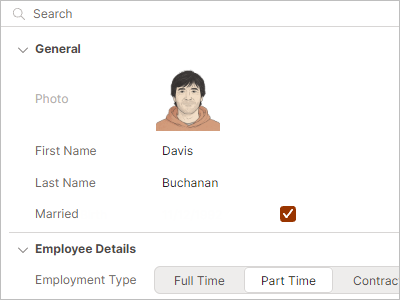 Search
General
Photo
First Name Davis
Last Name Buchanan
Married
Employee Details
Employment Type Full Time Part Time Contrac